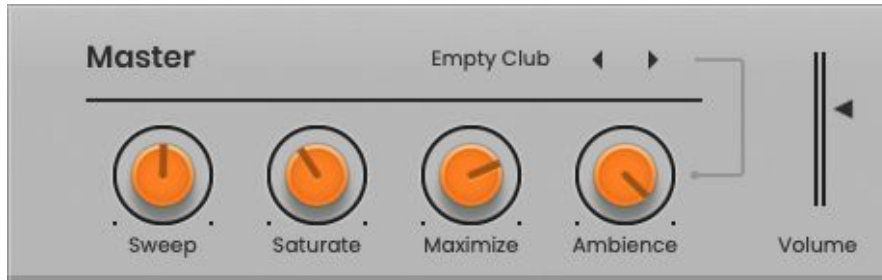 Master
Empty Club
Sweep
Saturate
Maximize
Ambience
Volume